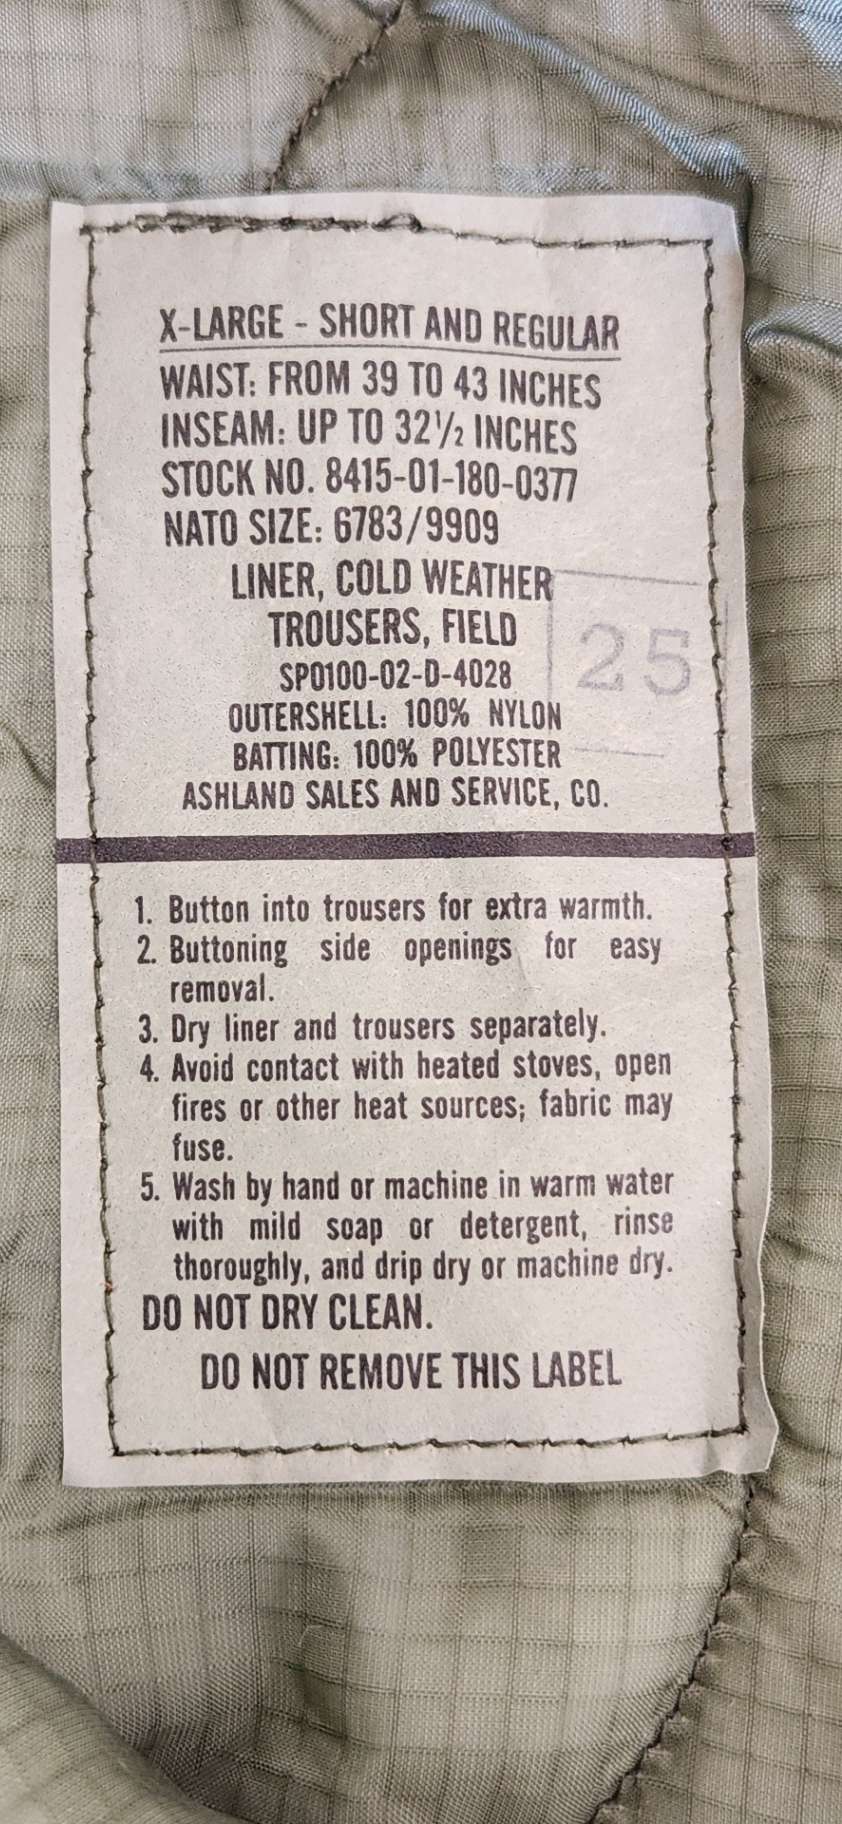 X-LARGE - SHORT AND REGULAR
WAIST: FROM 39 TO 43 INCHES
INSEAM: UP TO 32½ INCHES
STOCK NO. 8415-01-180-0377
NATO SIZE: 6783/9909
LINER, COLD WEATHER
TROUSERS, FIELD
SP0100-02-D-4028
25
OUTERSHELL: 100% NYLON
BATTING: 100% POLYESTER
ASHLAND SALES AND SERVICE, CO.
1. Button into trousers for extra warmth.
2. Buttoning side openings for easy
removal.
3. Dry liner and trousers separately.
4. Avoid contact with heated stoves, open
fires or other heat sources; fabric may
fuse.
5. Wash by hand or machine in warm water
with mild soap or detergent, rinse
thoroughly, and drip dry or machine dry.
DO NOT DRY CLEAN.
DO NOT REMOVE THIS LABEL